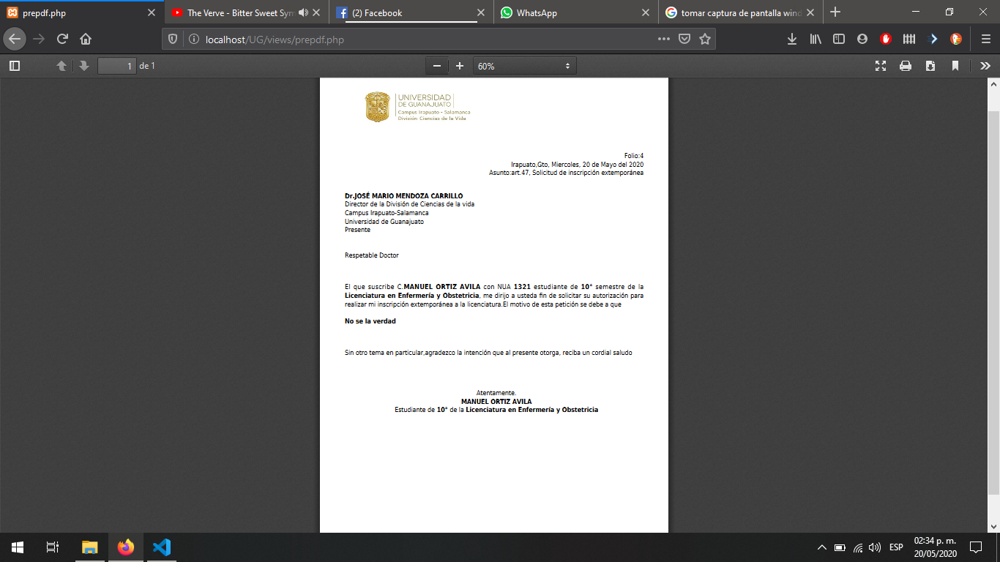 prepdf.php
The Verve - Bitter Sweet Sym
(2) Facebook
WhatsApp
tomar captura de pantalla wind
localhost/UG/views/prepdf.php
1 de 1
60%
UNIVERSIDAD
DE GUANAJUATO
Campus Irapuato - Salamanca
División Ciencias de la Vida
Folio:4
Irapuato,Gto, Miercoles, 20 de Mayo del 2020
Asunto:art.47, Solicitud de inscripción extemporánea
Dr.JOSÉ MARIO MENDOZA CARRILLO
Director de la División de Ciencias de la vida
Campus Irapuato-Salamanca
Universidad de Guanajuato
Presente
Respetable Doctor
El que suscribe C.MANUEL ORTIZ AVILA con NUA 1321 estudiante de 10° semestre de la
Licenciatura en Enfermería y Obstetricia, me dirijo a usteda fin de solicitar su autorización para
realizar mi inscripción extemporánea a la licenciatura.El motivo de esta petición se debe a que
No se la verdad
Sin otro tema en particular,agradezco la intención que al presente otorga, reciba un cordial saludo
Atentamente.
MANUEL ORTIZ AVILA
Estudiante de 10° de la Licenciatura en Enfermería y Obstetricia
ESP
02:34 p. m.
20/05/2020